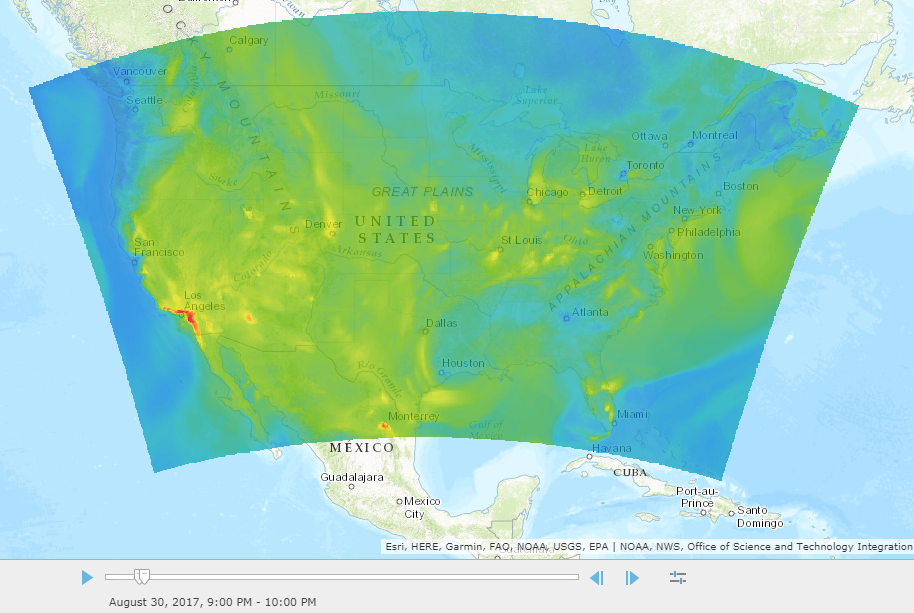 Calgary
Vancouver
Seattle
Columbia
ROCKY MOUNTAINS
Missouri
Lake
Superior
Ottawa
Montreal
Mississippi
Lake
Huron
Toronto
Snake
GREAT PLAINS
Chicago
Detroit
Boston
New York
Denver
UNITED
STATES
Philadelphia
San
Francisco
Arkansas
St Louis
Ohio
APPALACHIAN MOUNTAINS
Washington
Colorado
Los
Angeles
Atlanta
Dallas
Houston
Rio Grande
Monterrey
Gulf of
Mexico
Miami
MEXICO
Havana
CUBA
Guadalajara
Mexico
City
Port-au-
Prince
Santo
Domingo
Esri, HERE, Garmin, FAO, NOAA, USGS, EPA | NOAA, NWS, Office of Science and Technology Integration
August 30, 2017, 9:00 PM - 10:00 PM